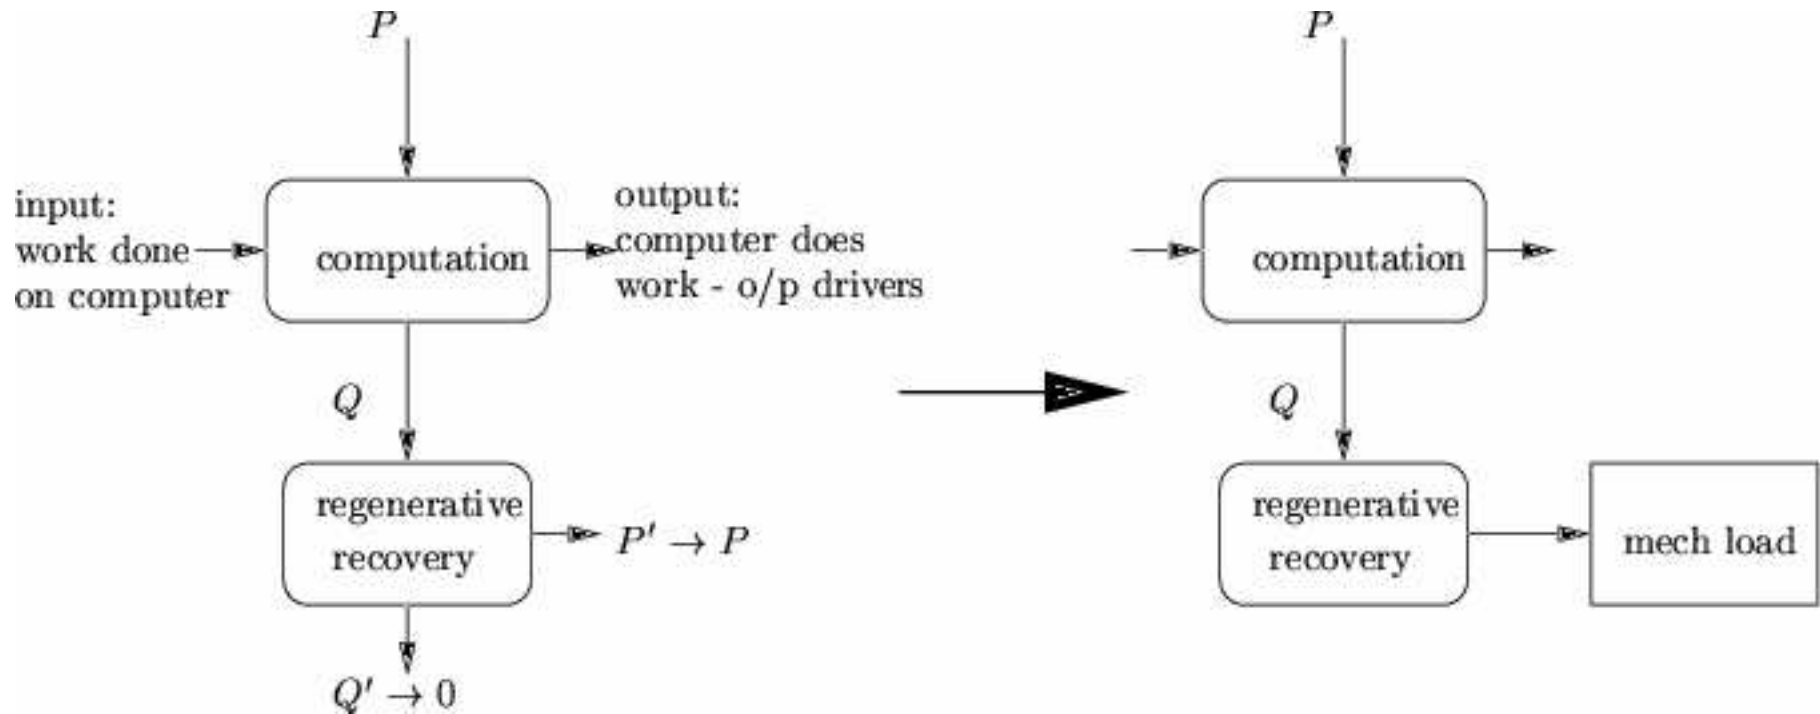 P
input:
work done
on computer
computation
output:
computer does
work - o/p drivers
Q
regenerative
recovery
P′ → P
Q′ → 0
P
computation
Q
regenerative
recovery
mech load